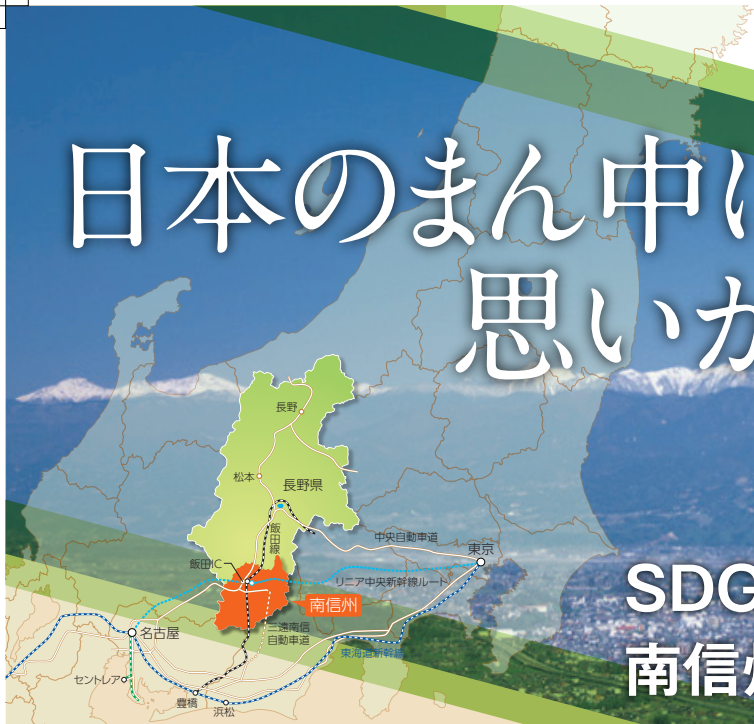 日本のまん中に
思いが
長野
松本
長野県
飯田線
中央自動車道
東京
飯田IC
リニア中央新幹線ルート
南信州
三遠南信
自動車道
名古屋
東海道新幹線
セントレア
豊橋
浜松
SDG
南信州